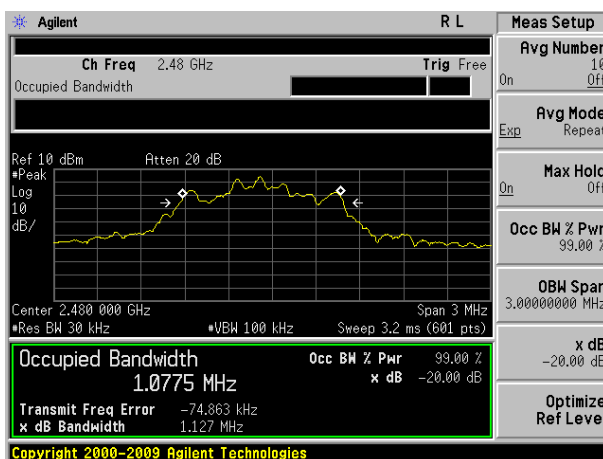 Agilent R L
Ch Freq 2.48 GHz Trig Free
Occupied Bandwidth
Ref 10 dBm Atten 20 dB
#Peak
Log
10
dB/
Center 2.480 000 GHz Span 3 MHz
#Res BW 30 kHz #VBW 100 kHz Sweep 3.2 ms (601 pts)
Occupied Bandwidth
1.0775 MHz
Occ BW % Pwr 99.00 %
x dB -20.00 dB
Transmit Freq Error -74.863 kHz
x dB Bandwidth 1.127 MHz
Copyright 2000-2009 Agilent Technologies
Meas Setup
Avg Number
10
On Off
Avg Mode
Exp Repeat
Max Hold
On Off
Occ BW % Pwr
99.00 %
OBW Span
3.00000000 MHz
x dB
-20.00 dB
Optimize
Ref Level